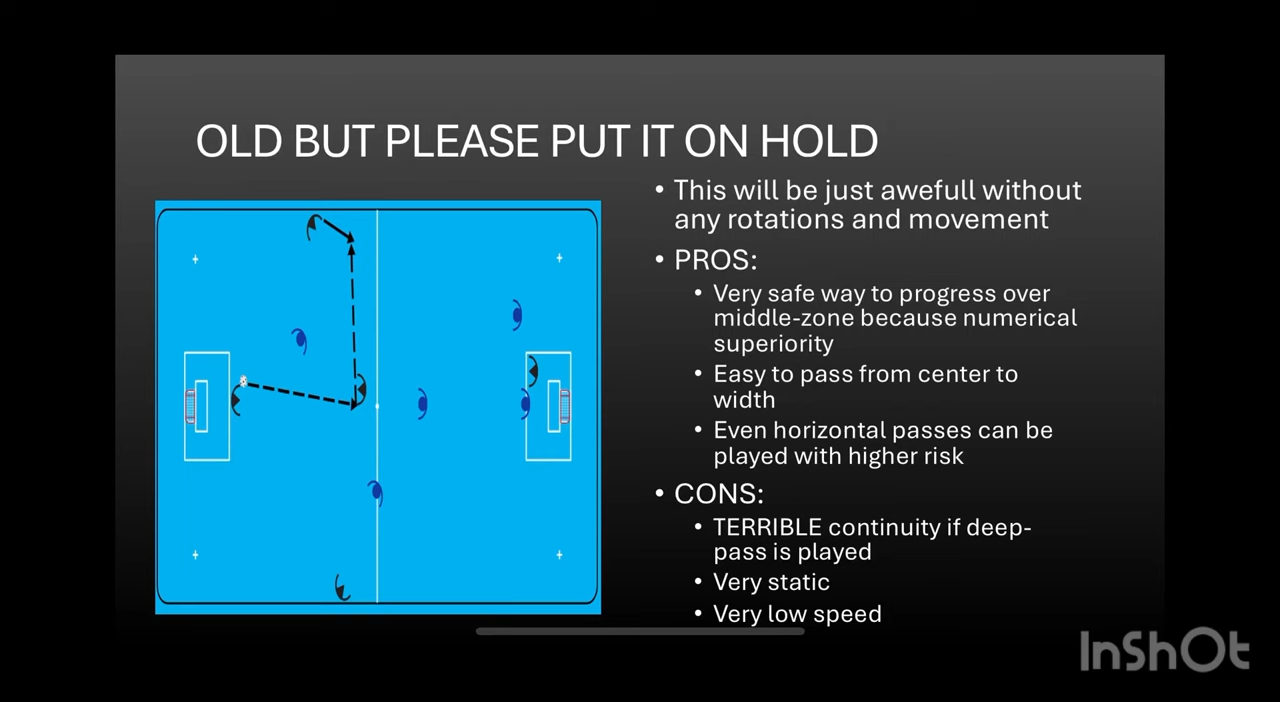 OLD BUT PLEASE PUT IT ON HOLD
• This will be just awefull without
any rotations and movement
• PROS:
• Very safe way to progress over
middle-zone because numerical
superiority
• Easy to pass from center to
width
• Even horizontal passes can be
played with higher risk
• CONS:
• TERRIBLE continuity if deep-
pass is played
• Very static
• Very low speed
InShOt